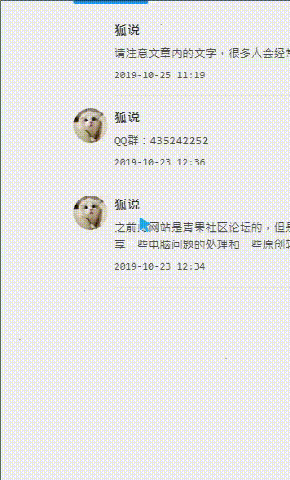 狐说
请注意文章内的文字，很多人会经常
2019-10-25 11:19
狐说
QQ群：435242252
2019-10-23 12:36
狐说
之前 网站是青果社区论坛的，但是
享 些电脑问题的处理和 些原创
2019-10-23 12:34